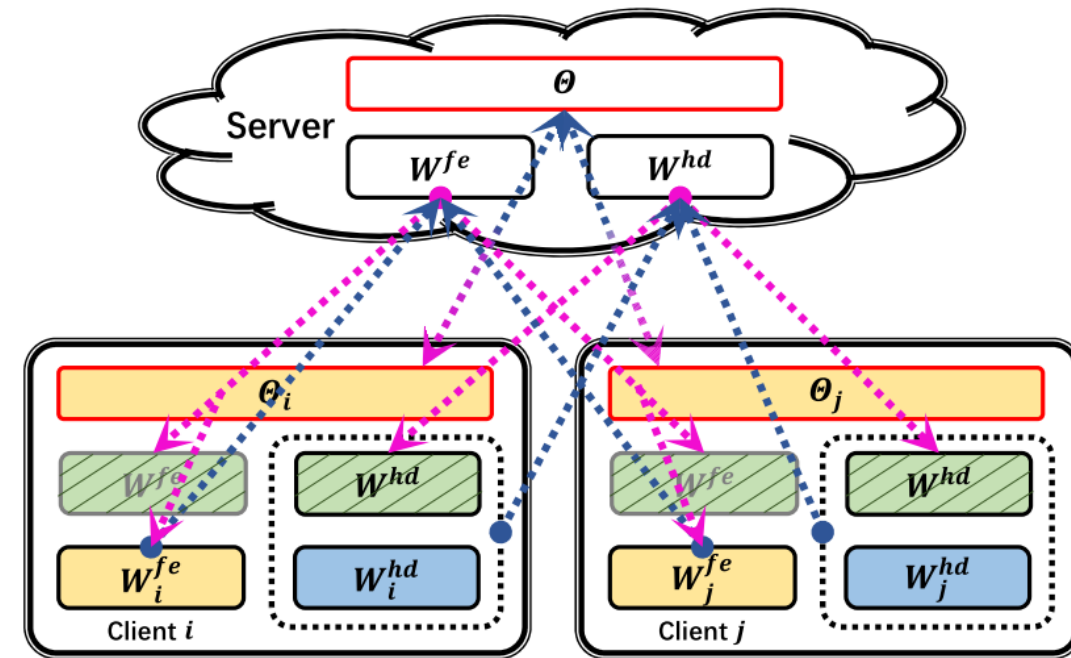 Θ
Server
W^{fe} W^{hd}
Θ_i
W^{fe} W^{hd}
W_i^{fe} W_i^{hd}
Client i
Θ_j
W^{fe} W^{hd}
W_j^{fe} W_j^{hd}
Client j